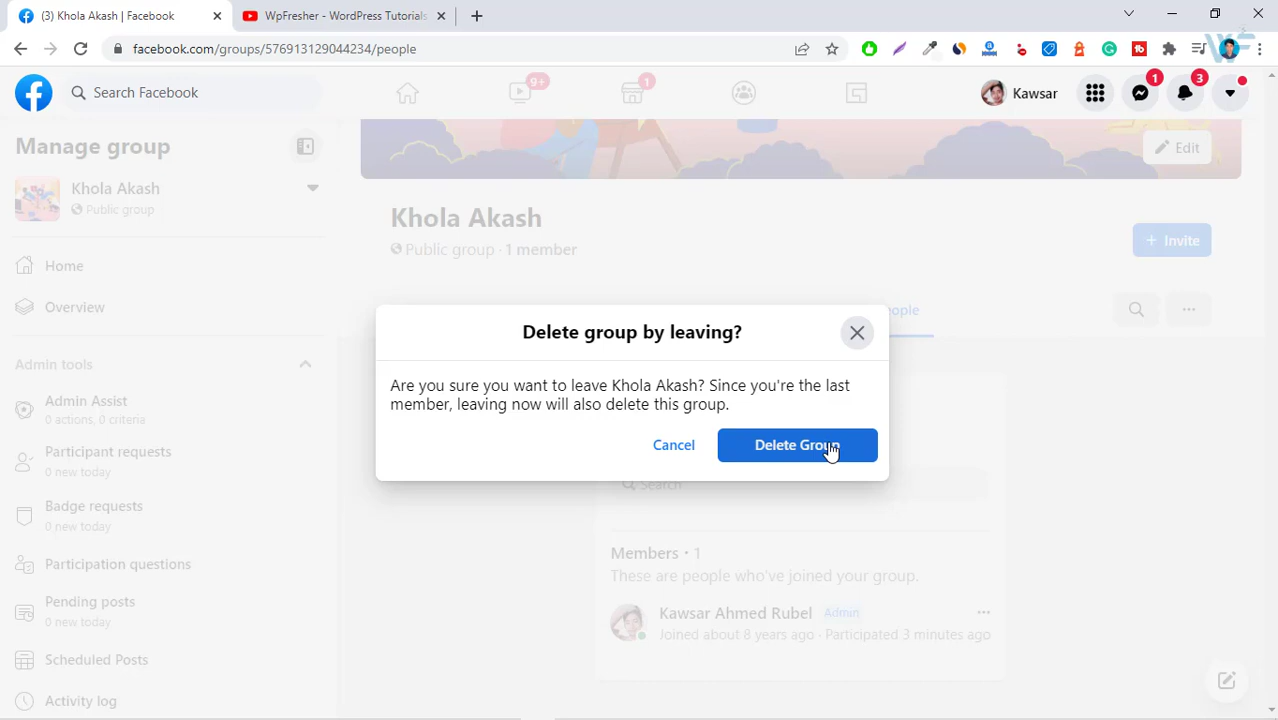 (3) Khola Akash | Facebook
WpFresher - WordPress Tutorials
facebook.com/groups/576913129044234/people
Search Facebook
9+
1
Kawsar
1
3
Manage group
Khola Akash
Public group
Home
Overview
Admin tools
Admin Assist
0 actions, 0 criteria
Participant requests
0 new today
Badge requests
0 new today
Participation questions
Pending posts
0 new today
Scheduled Posts
Activity log
Edit
Khola Akash
Public group · 1 member
+ Invite
Delete group by leaving?
Are you sure you want to leave Khola Akash? Since you're the last
member, leaving now will also delete this group.
Cancel
Delete Group
Search
Members · 1
These are people who've joined your group.
Kawsar Ahmed Rubel Admin
Joined about 8 years ago · Participated 3 minutes ago